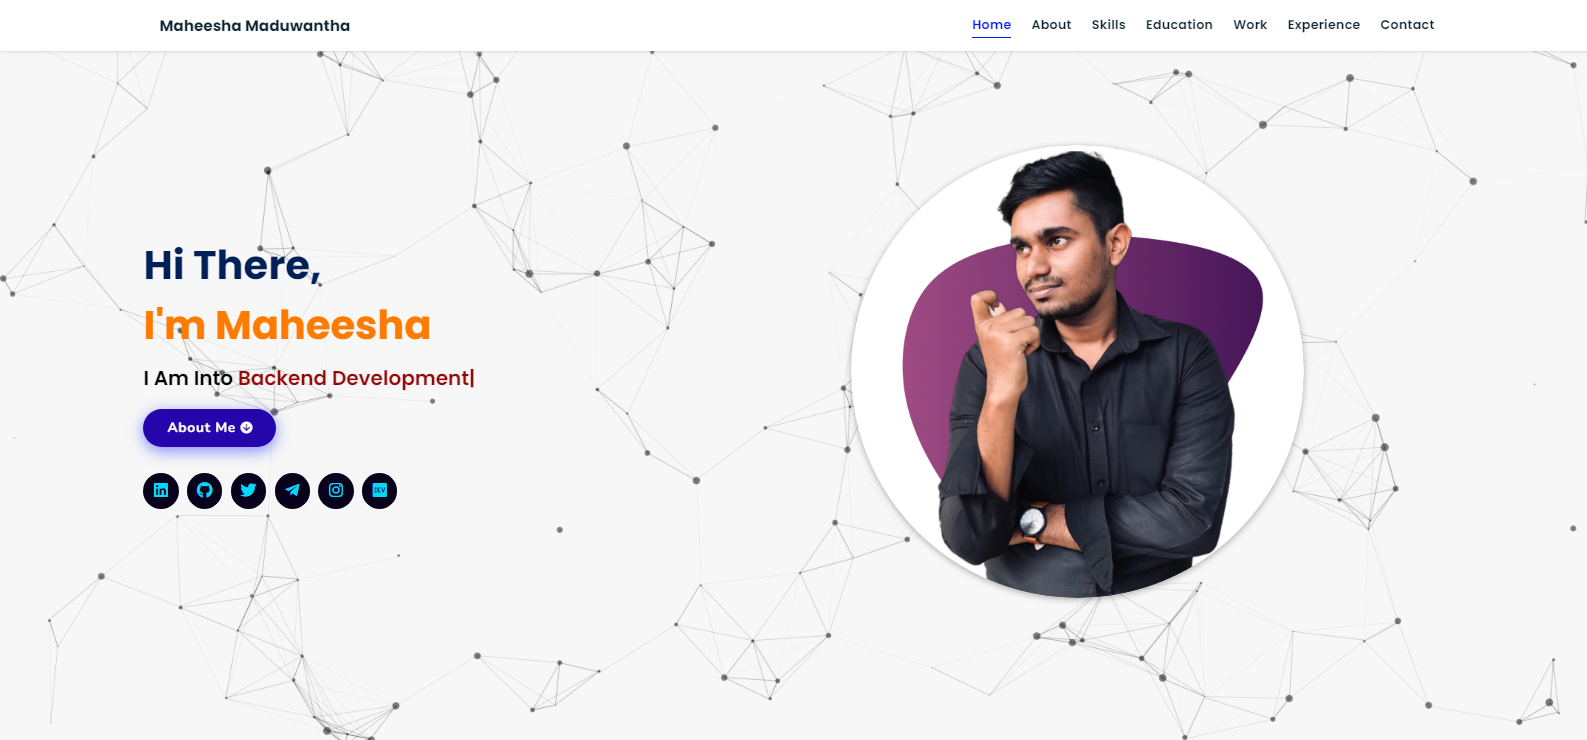 Maheesha Maduwantha
Home About Skills Education Work Experience Contact
Hi There,
I'm Maheesha
I Am Into Backend Development|
About Me
DEV